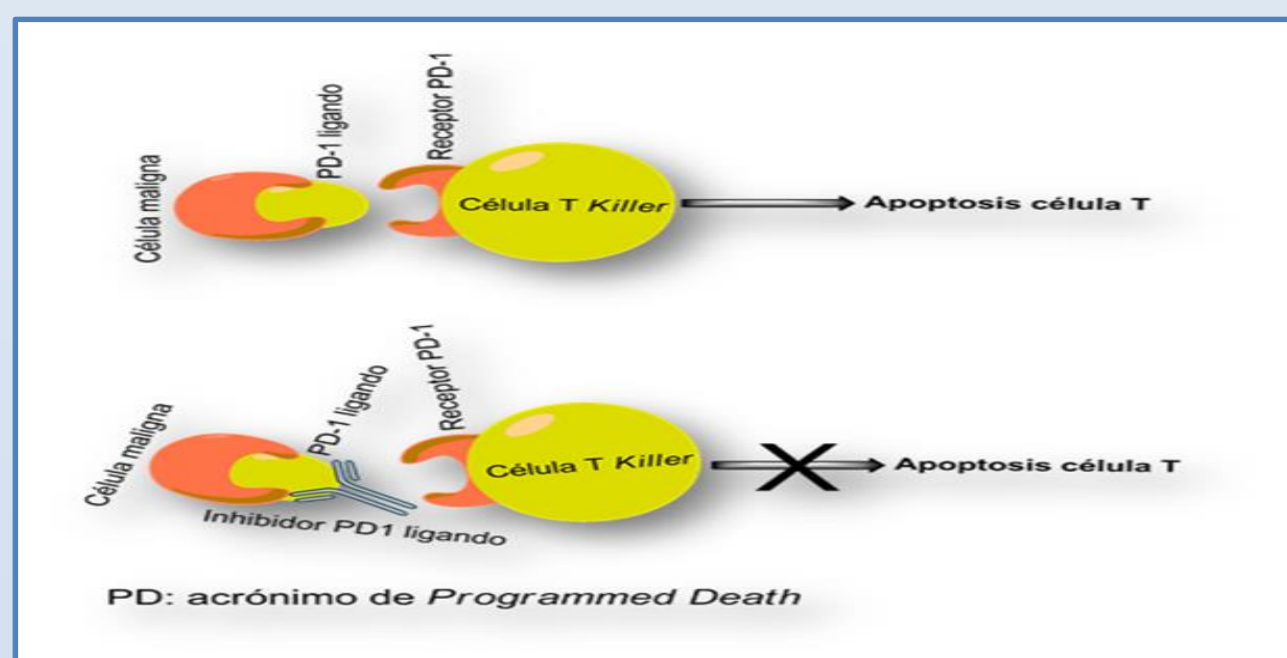 Célula maligna
PD-1 ligando
Receptor PD-1
Célula T Killer
Apoptosis célula T
Célula maligna
PD-1 ligando
Receptor PD-1
Célula T Killer
Apoptosis célula T
Inhibidor PD1 ligando
PD: acrónimo de Programmed Death